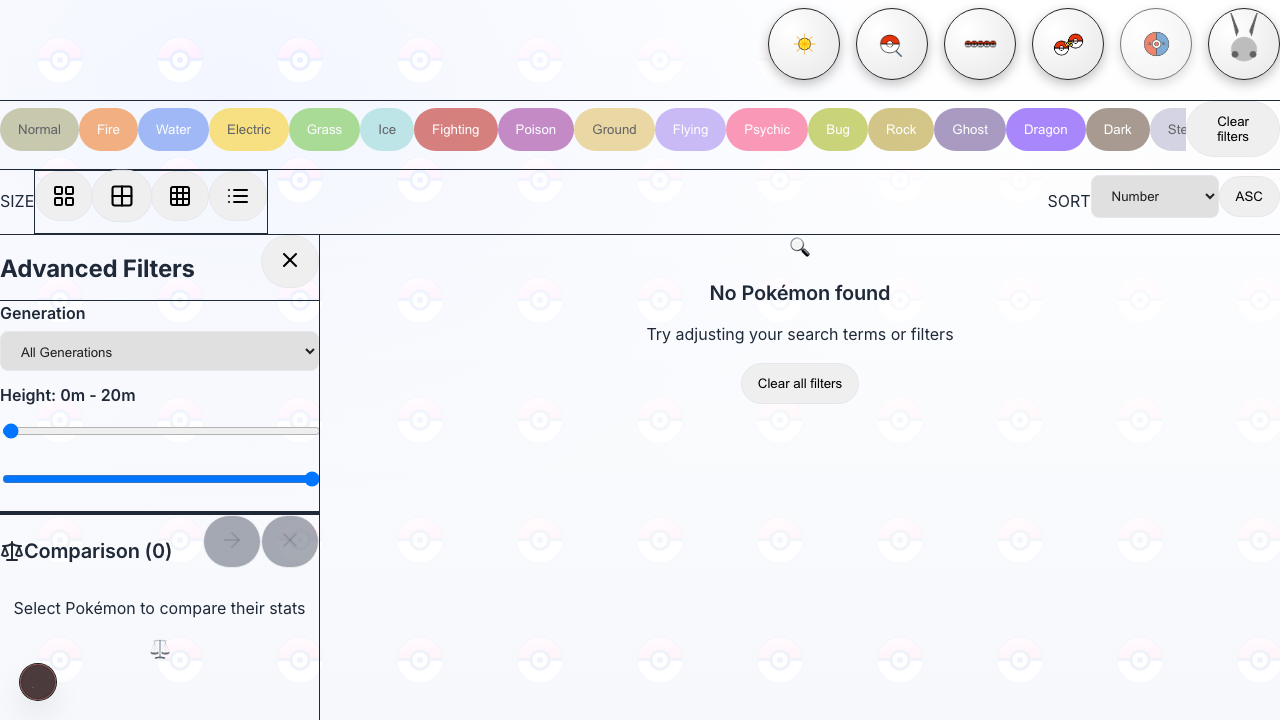 Normal
Fire
Water
Electric
Grass
Ice
Fighting
Poison
Ground
Flying
Psychic
Bug
Rock
Ghost
Dragon
Dark
Ste
Clear
filters
SIZE
SORT
Number
ASC
Advanced Filters
Generation
All Generations
Height: 0m - 20m
Comparison (0)
Select Pokémon to compare their stats
No Pokémon found
Try adjusting your search terms or filters
Clear all filters